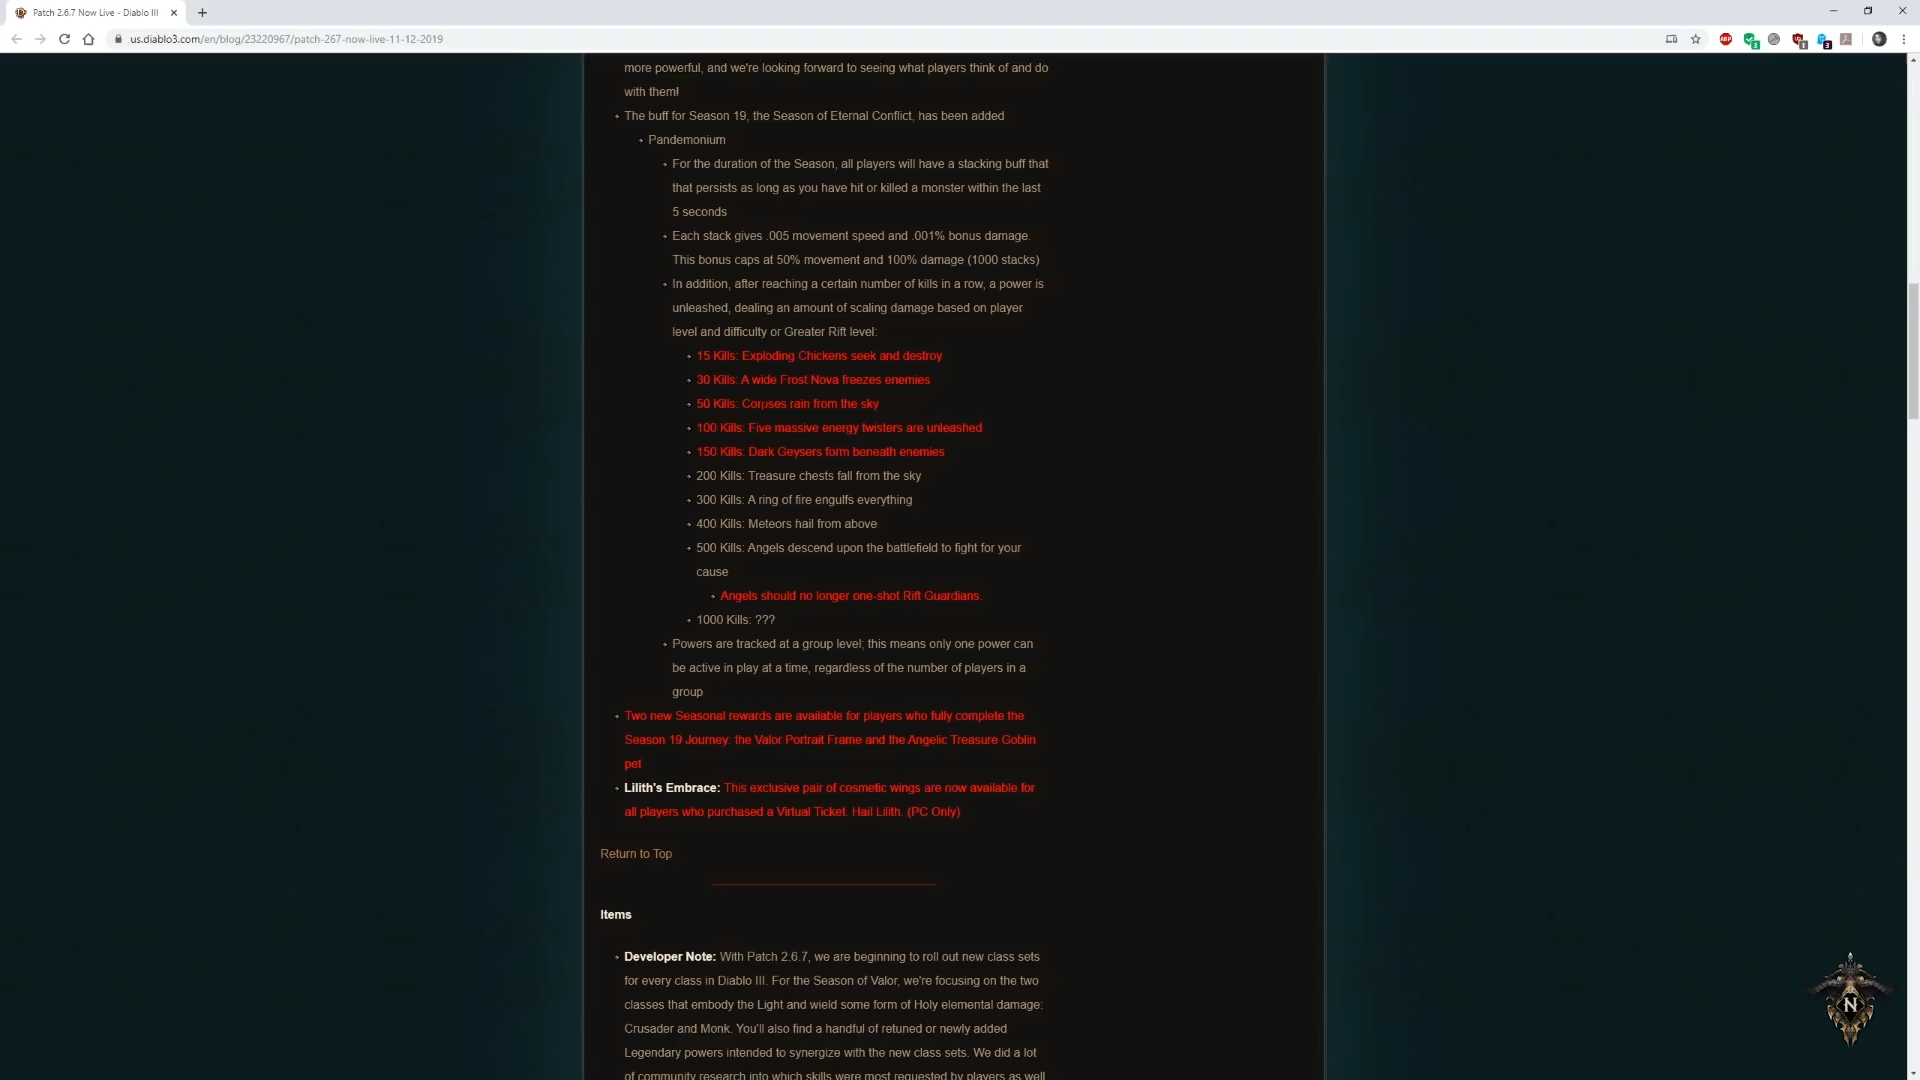 Patch 2.6.7 Now Live - Diablo III
us.diablo3.com/en/blog/23220967/patch-267-now-live-11-12-2019
more powerful, and we're looking forward to seeing what players think of and do
with them!
The buff for Season 19, the Season of Eternal Conflict, has been added
Pandemonium
For the duration of the Season, all players will have a stacking buff that
that persists as long as you have hit or killed a monster within the last
5 seconds
Each stack gives .005 movement speed and .001% bonus damage.
This bonus caps at 50% movement and 100% damage (1000 stacks)
In addition, after reaching a certain number of kills in a row, a power is
unleashed, dealing an amount of scaling damage based on player
level and difficulty or Greater Rift level:
15 Kills: Exploding Chickens seek and destroy
30 Kills: A wide Frost Nova freezes enemies
50 Kills: Corpses rain from the sky
100 Kills: Five massive energy twisters are unleashed
150 Kills: Dark Geysers form beneath enemies
200 Kills: Treasure chests fall from the sky
300 Kills: A ring of fire engulfs everything
400 Kills: Meteors hail from above
500 Kills: Angels descend upon the battlefield to fight for your
cause
Angels should no longer one-shot Rift Guardians.
1000 Kills: ???
Powers are tracked at a group level; this means only one power can
be active in play at a time, regardless of the number of players in a
group
Two new Seasonal rewards are available for players who fully complete the
Season 19 Journey: the Valor Portrait Frame and the Angelic Treasure Goblin
pet
Lilith's Embrace: This exclusive pair of cosmetic wings are now available for
all players who purchased a Virtual Ticket. Hail Lilith. (PC Only)
Return to Top
Items
Developer Note: With Patch 2.6.7, we are beginning to roll out new class sets
for every class in Diablo III. For the Season of Valor, we're focusing on the two
classes that embody the Light and wield some form of Holy elemental damage:
Crusader and Monk. You'll also find a handful of retuned or newly added
Legendary powers intended to synergize with the new class sets. We did a lot
of community research into which skills were most requested by players as well
N